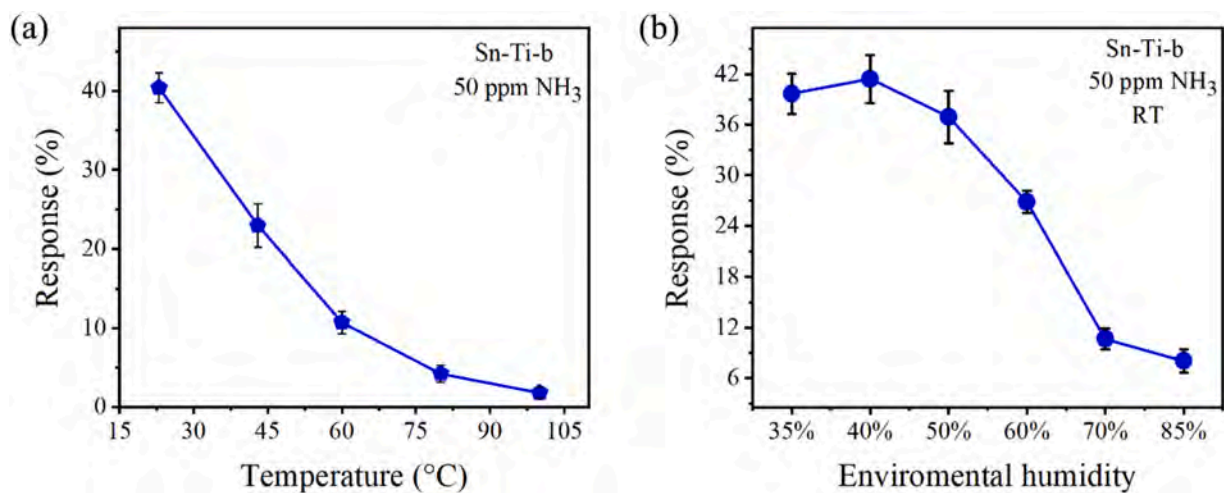 (a)
Sn-Ti-b
50 ppm NH₃
Response (%)
40
30
20
10
0
15 30 45 60 75 90 105
Temperature (°C)
(b)
Sn-Ti-b
50 ppm NH₃
RT
Response (%)
42
36
30
24
18
12
6
35% 40% 50% 60% 70% 85%
Enviromental humidity